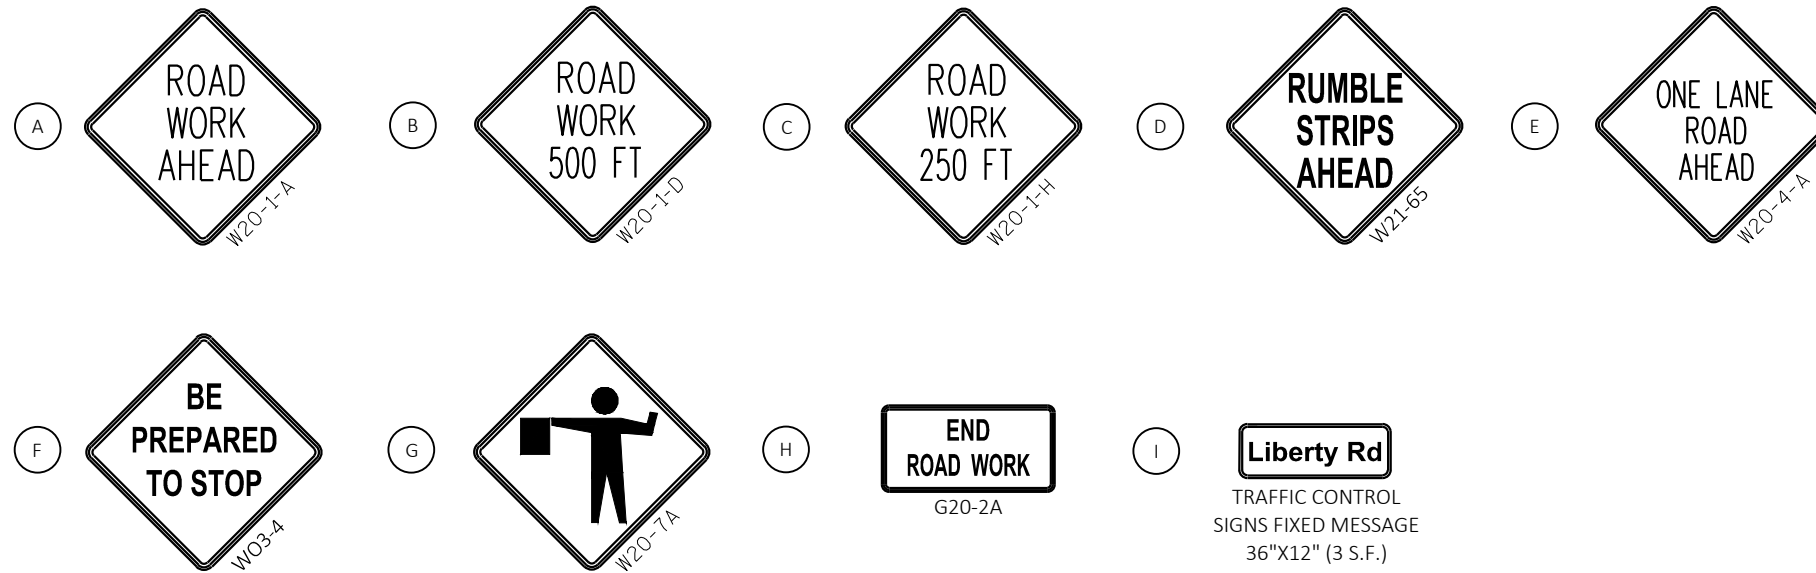 A
ROAD
WORK
AHEAD
W20-1-A
B
ROAD
WORK
500 FT
W20-1-D
C
ROAD
WORK
250 FT
W20-1-H
D
RUMBLE
STRIPS
AHEAD
W21-65
E
ONE LANE
ROAD
AHEAD
W20-4-A
F
BE
PREPARED
TO STOP
WO3-4
G
W20-7A
H
END
ROAD WORK
G20-2A
I
Liberty Rd
TRAFFIC CONTROL
SIGNS FIXED MESSAGE
36"X12" (3 S.F.)